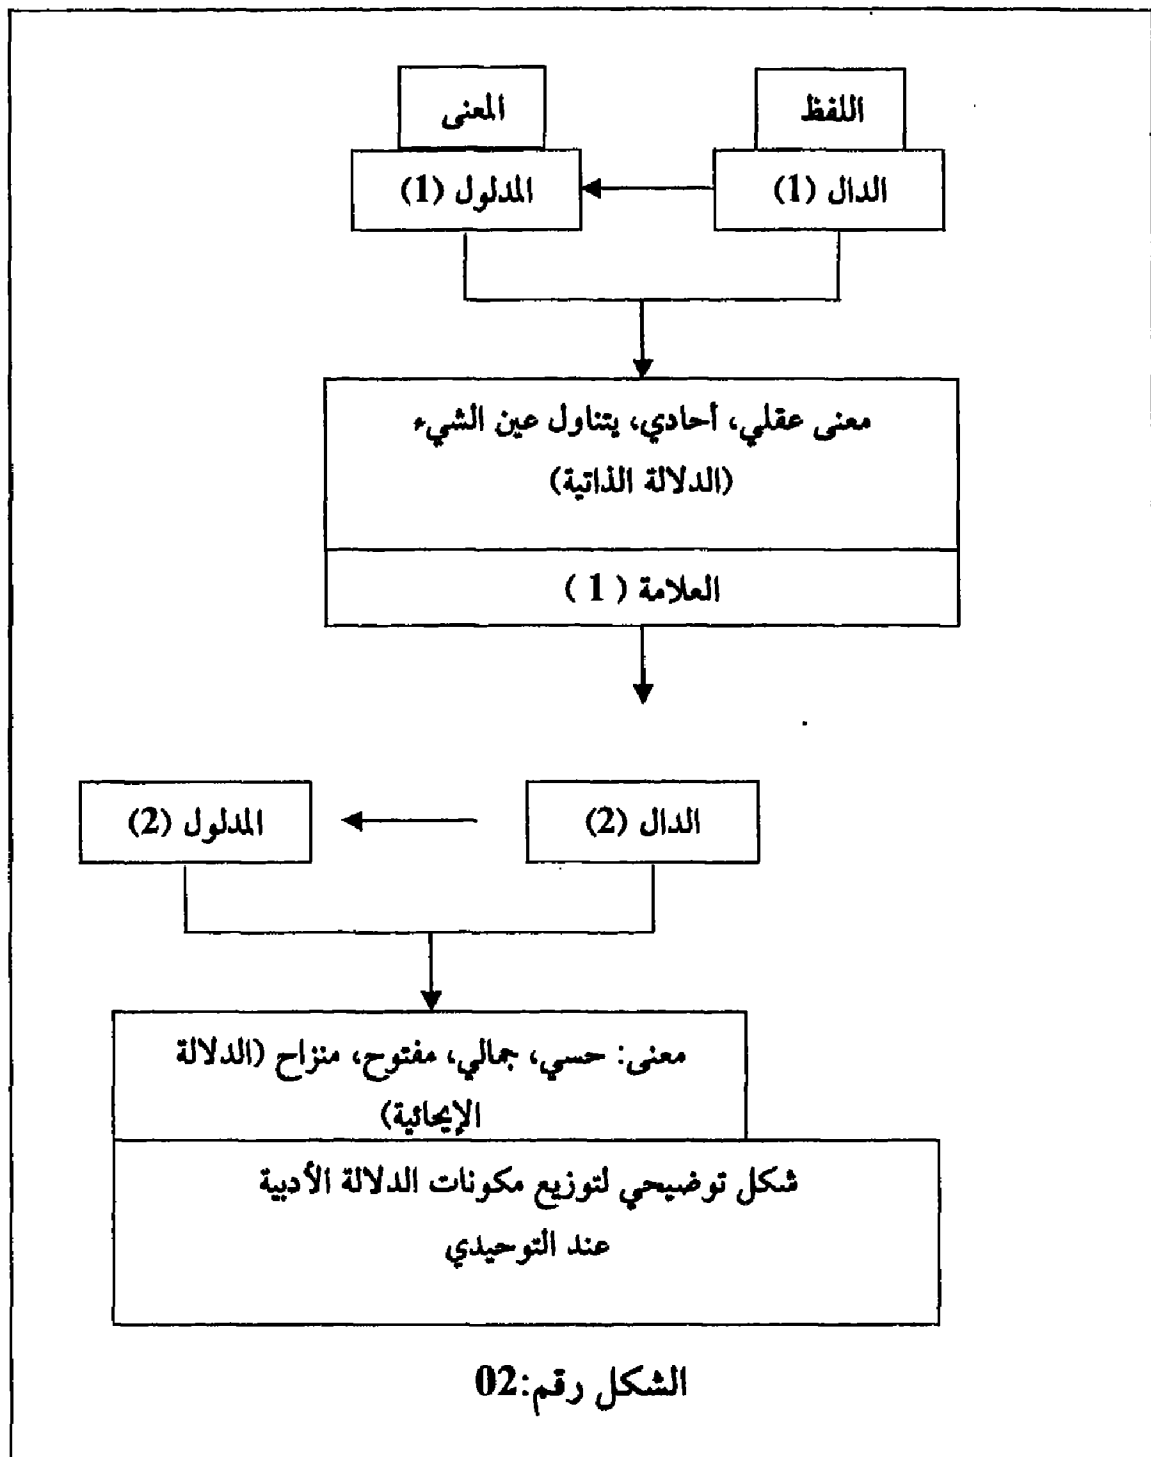 اللفظ
المعنى
الدال (1)
المدلول (1)
معنى عقلي، أحادي، يتناول عين الشيء
(الدلالة الذاتية)
العلامة ( 1 )
الدال (2)
المدلول (2)
معنى: حسي، جمالي، مفتوح، منزاح (الدلالة
الإيحائية)
شكل توضيحي لتوزيع مكونات الدلالة الأدبية
عند التوحيدي
الشكل رقم:02